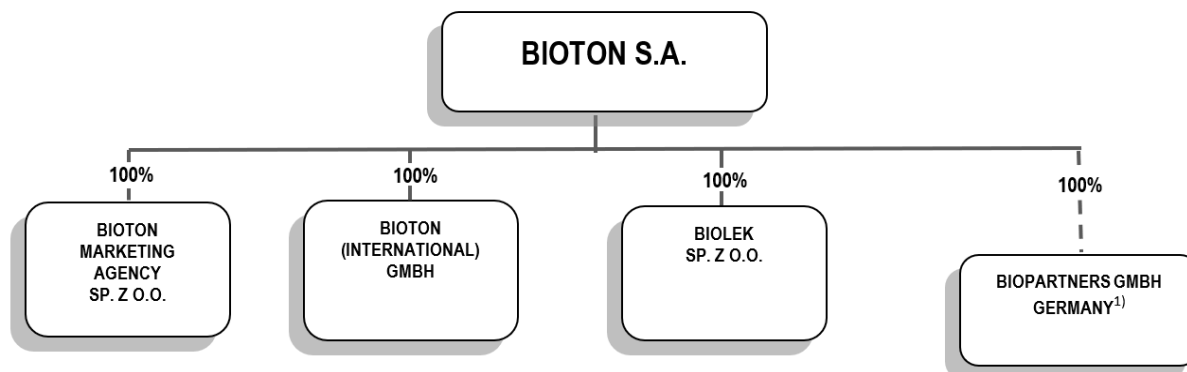 BIOTON S.A.
100%
100%
100%
100%
BIOTON
MARKETING
AGENCY
SP. Z O.O.
BIOTON
(INTERNATIONAL)
GMBH
BIOLEK
SP. Z O.O.
BIOPARTNERS GMBH
GERMANY1)